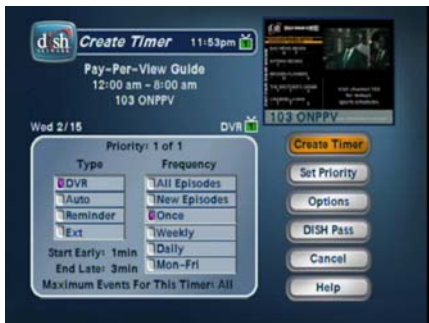 dish
NETWORK
Create Timer 11:53pm
Pay-Per-View Guide
12:00 am - 8:00 am
103 ONPPV
103 ONPPV
Wed 2/15 DVR
Priority: 1 of 1
Type Frequency
DVR
Auto
Reminder
Ext
All Episodes
New Episodes
Once
Weekly
Daily
Mon-Fri
Start Early: 1min
End Late: 3min
Maximum Events For This Timer: All
Create Timer
Set Priority
Options
DISH Pass
Cancel
Help